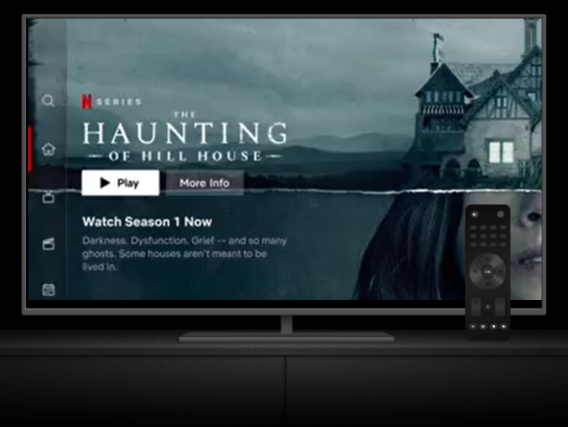 N SERIES
THE
HAUNTING
OF HILL HOUSE
Play More Info
Watch Season 1 Now
Darkness. Dysfunction. Grief -- and so many
ghosts. Some houses aren't meant to be
lived in.